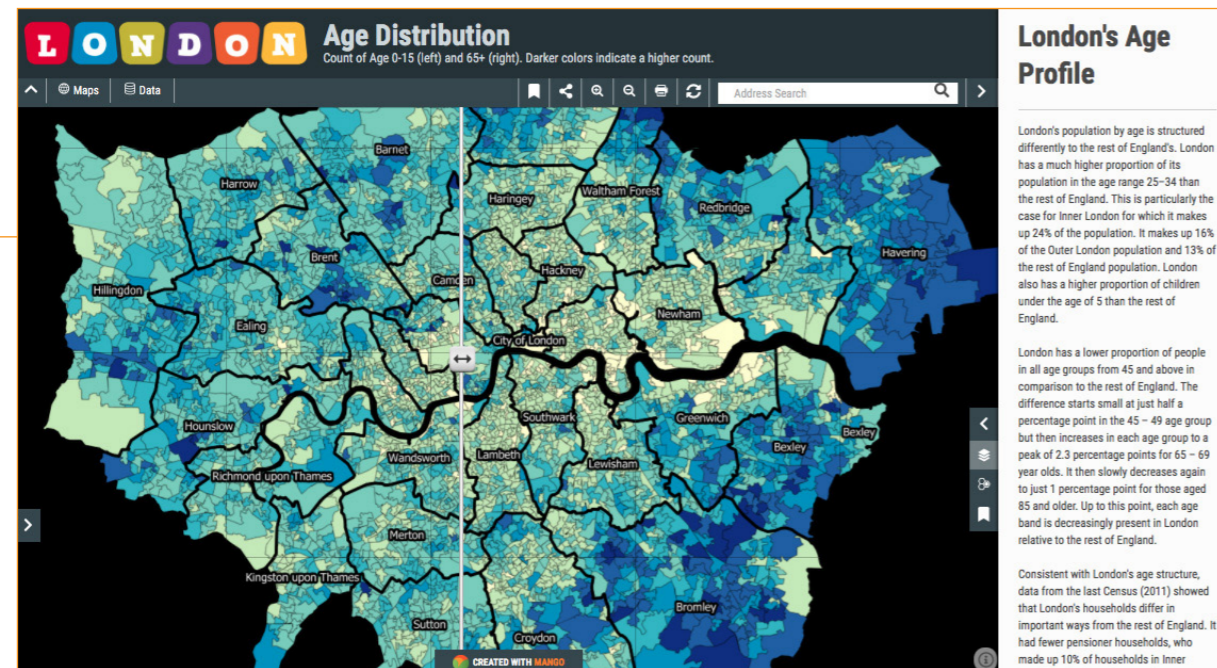 LONDON
Age Distribution
Count of Age 0-15 (left) and 65+ (right). Darker colors indicate a higher count.
Maps
Data
Address Search
Barnet
Harrow
Haringey
Waltham Forest
Redbridge
Havering
Brent
Camden
Hackney
Hillingdon
Ealing
Newham
City of London
Hounslow
Southwark
Greenwich
Bexley
Bexley
Wandsworth
Lambeth
Lewisham
Richmond upon Thames
Merton
Kingston upon Thames
Bromley
Sutton
Croydon
CREATED WITH MANGO
London's Age
Profile
London's population by age is structured
differently to the rest of England's. London
has a much higher proportion of its
population in the age range 25–34 than
the rest of England. This is particularly the
case for Inner London for which it makes
up 24% of the population. It makes up 16%
of the Outer London population and 13% of
the rest of England population. London
also has a higher proportion of children
under the age of 5 than the rest of
England.
London has a lower proportion of people
in all age groups from 45 and above in
comparison to the rest of England. The
difference starts small at just half a
percentage point in the 45 – 49 age group
but then increases in each age group to a
peak of 2.3 percentage points for 65 – 69
year olds. It then slowly decreases again
to just 1 percentage point for those aged
85 and older. Up to this point, each age
band is decreasingly present in London
relative to the rest of England.
Consistent with London's age structure,
data from the last Census (2011) showed
that London's households differ in
important ways from the rest of England. It
had fewer pensioner households, who
made up 10% of households in Inner